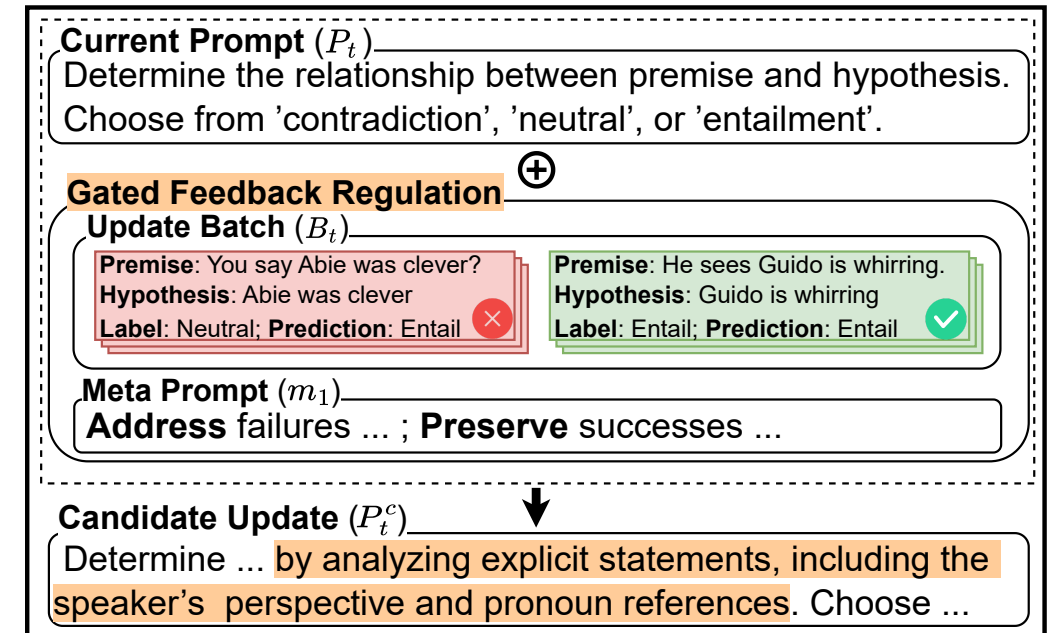 Current Prompt (P_t)
Determine the relationship between premise and hypothesis.
Choose from 'contradiction', 'neutral', or 'entailment'.
⊕
Gated Feedback Regulation
Update Batch (B_t)
Premise: You say Abie was clever?
Hypothesis: Abie was clever
Label: Neutral; Prediction: Entail
Premise: He sees Guido is whirring.
Hypothesis: Guido is whirring
Label: Entail; Prediction: Entail
Meta Prompt (m_1)
Address failures ... ; Preserve successes ...
Candidate Update (P_t^c)
Determine ... by analyzing explicit statements, including the
speaker's perspective and pronoun references. Choose ...